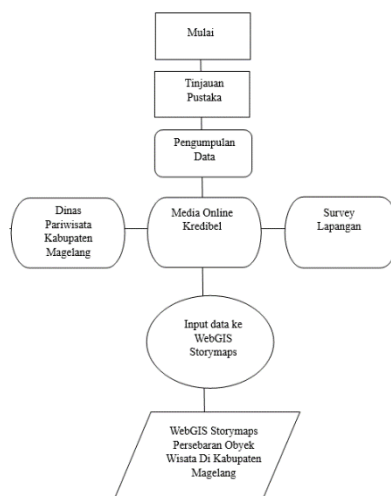 Mulai
Tinjauan
Pustaka
Pengumpulan
Data
Dinas
Pariwisata
Kabupaten
Magelang
Media Online
Kredibel
Survey
Lapangan
Input data ke
WebGIS
Storymaps
WebGIS Storymaps
Persebaran Obyek
Wisata Di Kabupaten
Magelang